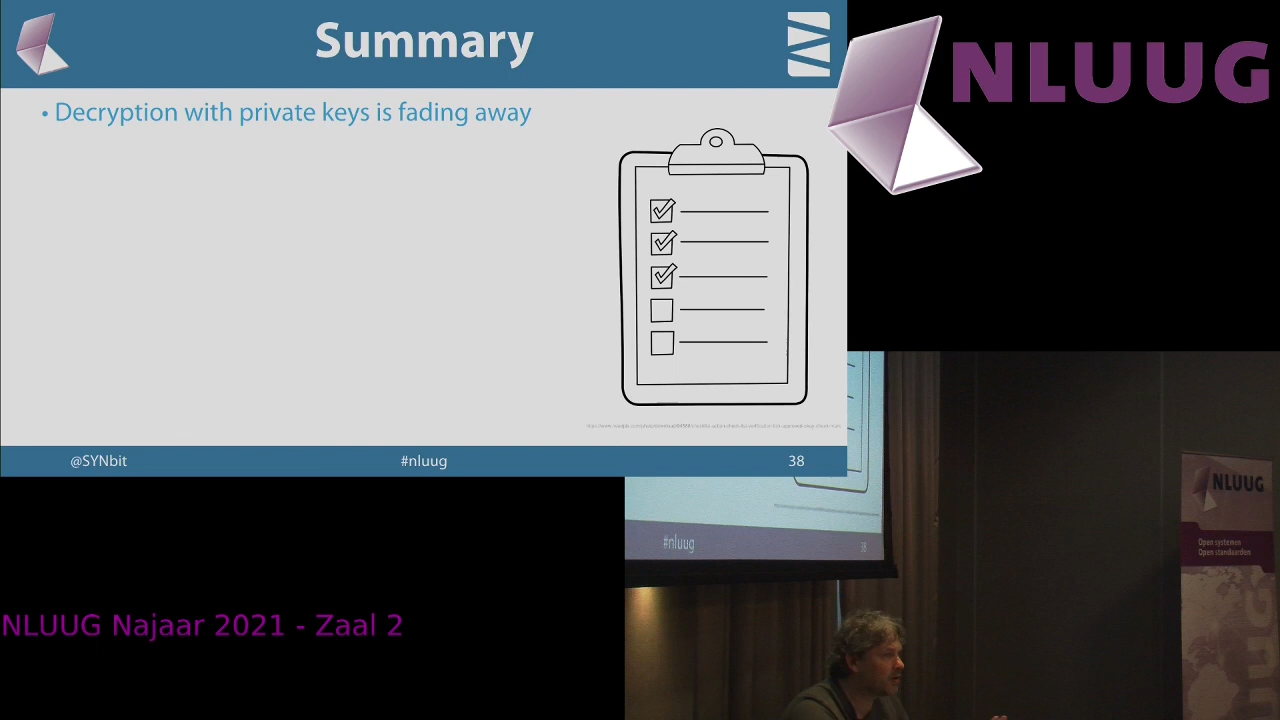 Summary
• Decryption with private keys is fading away
@SYNbit
#nluug
38
NLUUG
#nluug
38
NLUUG
Open systemen
Open standaarden
NLUUG Najaar 2021 - Zaal 2